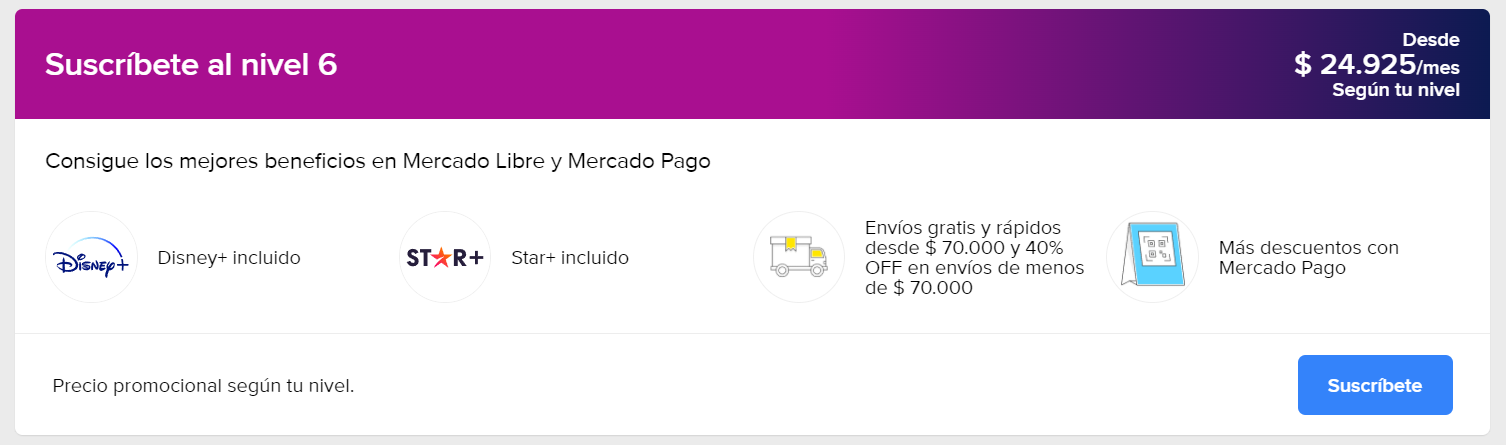 Suscríbete al nivel 6
Desde
$ 24.925/mes
Según tu nivel
Consigue los mejores beneficios en Mercado Libre y Mercado Pago
Disney+
Disney+ incluido
STAR+
Star+ incluido
Envíos gratis y rápidos
desde $ 70.000 y 40%
OFF en envíos de menos
de $ 70.000
Más descuentos con
Mercado Pago
Precio promocional según tu nivel.
Suscríbete